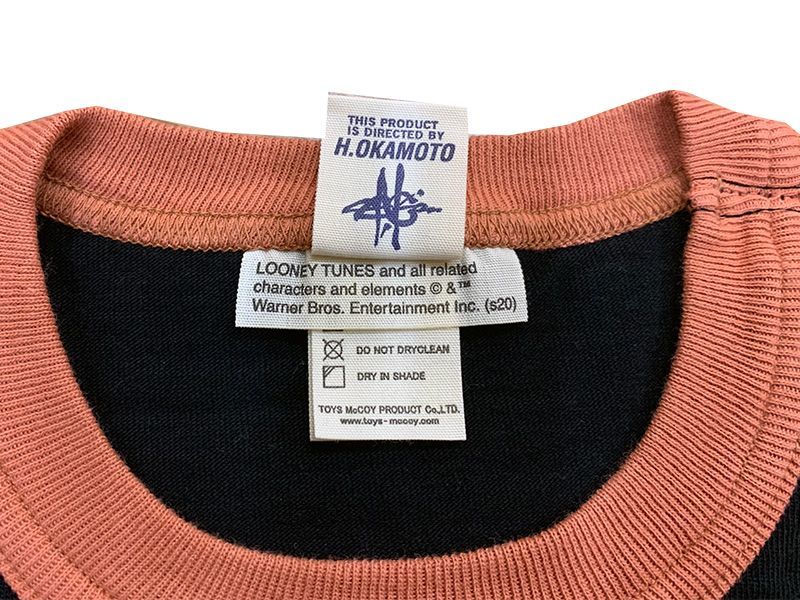 THIS PRODUCT
IS DIRECTED BY
H.OKAMOTO
LOONEY TUNES and all related
characters and elements © &™
Warner Bros. Entertainment Inc. (s20)
DO NOT DRYCLEAN
DRY IN SHADE
TOYS McCOY PRODUCT Co.,LTD.
www.toys-mccoy.com